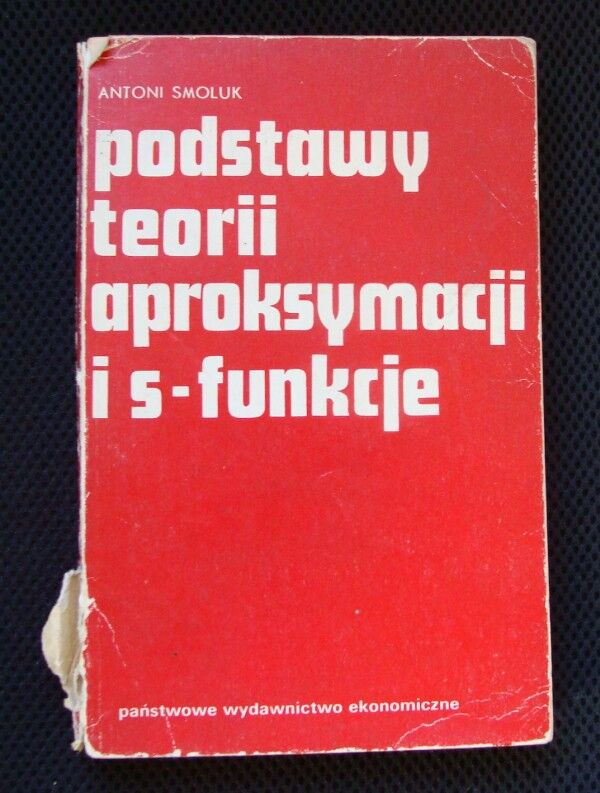 ANTONI SMOLUK
podstawy
teorii
aproksymacji
i s-funkcje
państwowe wydawnictwo ekonomiczne